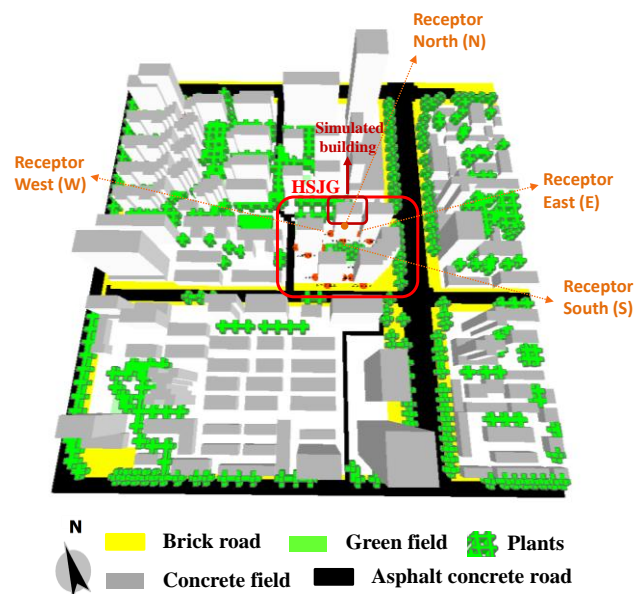 Receptor
North (N)
Simulated
building
Receptor
West (W)
HSJG
Receptor
East (E)
Receptor
South (S)
N
Brick road
Green field
Plants
Concrete field
Asphalt concrete road